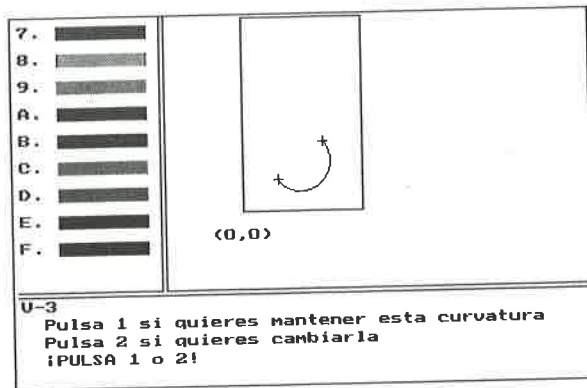 7.
8.
9.
A.
B.
C.
D.
E.
F.
(0,0)
V-3
Pulsa 1 si quieres mantener esta curvatura
Pulsa 2 si quieres cambiarla
¡PULSA 1 o 2!